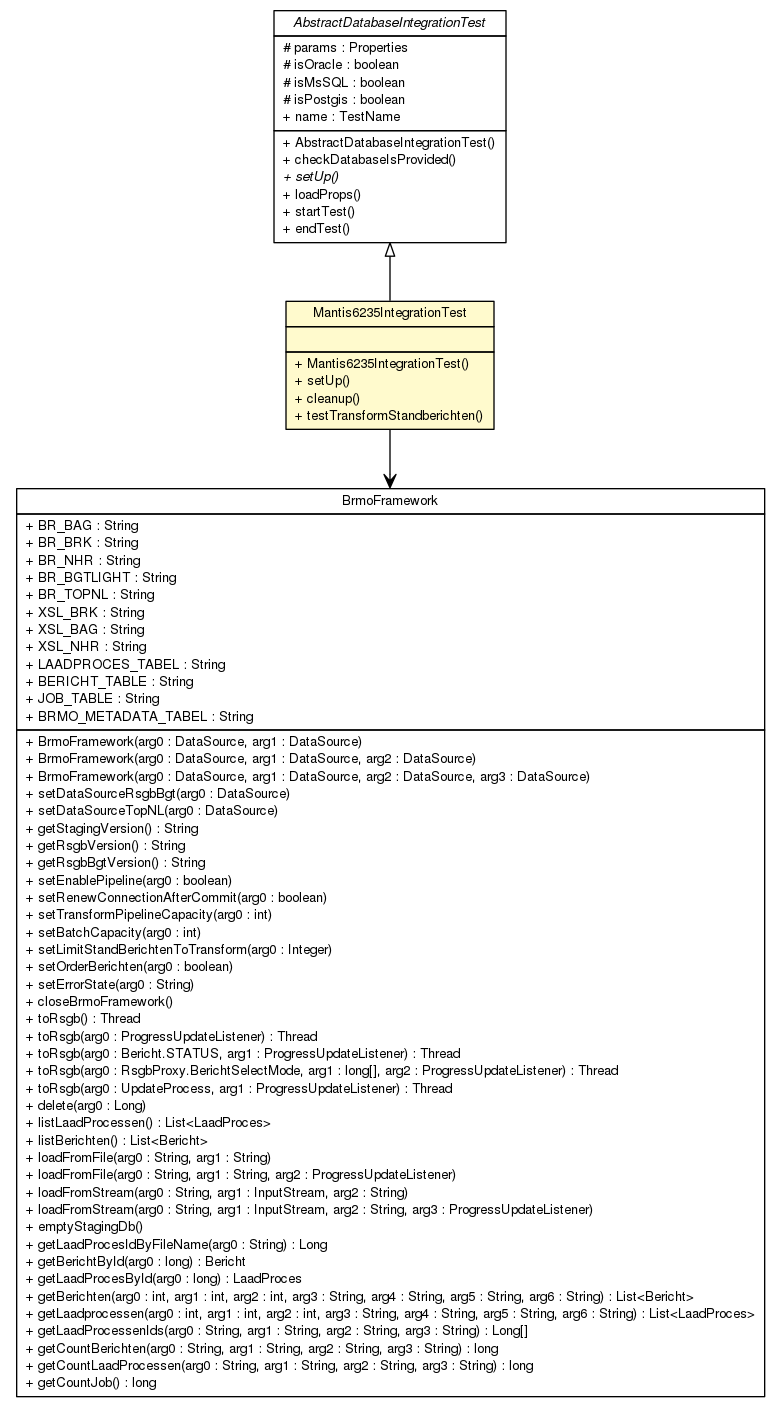 AbstractDatabaseIntegrationTest
# params : Properties
# isOracle : boolean
# isMsSQL : boolean
# isPostgis : boolean
+ name : TestName
+ AbstractDatabaseIntegrationTest()
+ checkDatabaseIsProvided()
+ setUp()
+ loadProps()
+ startTest()
+ endTest()
Mantis6235IntegrationTest
+ Mantis6235IntegrationTest()
+ setUp()
+ cleanup()
+ testTransformStandberichten()
BrmoFramework
+ BR_BAG : String
+ BR_BRK : String
+ BR_NHR : String
+ BR_BGTLIGHT : String
+ BR_TOPNL : String
+ XSL_BRK : String
+ XSL_BAG : String
+ XSL_NHR : String
+ LAADPROCES_TABEL : String
+ BERICHT_TABLE : String
+ JOB_TABLE : String
+ BRMO_METADATA_TABEL : String
+ BrmoFramework(arg0 : DataSource, arg1 : DataSource)
+ BrmoFramework(arg0 : DataSource, arg1 : DataSource, arg2 : DataSource)
+ BrmoFramework(arg0 : DataSource, arg1 : DataSource, arg2 : DataSource, arg3 : DataSource)
+ setDataSourceRsgbBgt(arg0 : DataSource)
+ setDataSourceTopNL(arg0 : DataSource)
+ getStagingVersion() : String
+ getRsgbVersion() : String
+ getRsgbBgtVersion() : String
+ setEnablePipeline(arg0 : boolean)
+ setRenewConnectionAfterCommit(arg0 : boolean)
+ setTransformPipelineCapacity(arg0 : int)
+ setBatchCapacity(arg0 : int)
+ setLimitStandBerichtenToTransform(arg0 : Integer)
+ setOrderBerichten(arg0 : boolean)
+ setErrorState(arg0 : String)
+ closeBrmoFramework()
+ toRsgb() : Thread
+ toRsgb(arg0 : ProgressUpdateListener) : Thread
+ toRsgb(arg0 : Bericht.STATUS, arg1 : ProgressUpdateListener) : Thread
+ toRsgb(arg0 : RsgbProxy.BerichtSelectMode, arg1 : long[], arg2 : ProgressUpdateListener) : Thread
+ toRsgb(arg0 : UpdateProcess, arg1 : ProgressUpdateListener) : Thread
+ delete(arg0 : Long)
+ listLaadProcessen() : List<LaadProces>
+ listBerichten() : List<Bericht>
+ loadFromFile(arg0 : String, arg1 : String)
+ loadFromFile(arg0 : String, arg1 : String, arg2 : ProgressUpdateListener)
+ loadFromStream(arg0 : String, arg1 : InputStream, arg2 : String)
+ loadFromStream(arg0 : String, arg1 : InputStream, arg2 : String, arg3 : ProgressUpdateListener)
+ emptyStagingDb()
+ getLaadProcesIdByFileName(arg0 : String) : Long
+ getBerichtById(arg0 : long) : Bericht
+ getLaadProcesById(arg0 : long) : LaadProces
+ getBerichten(arg0 : int, arg1 : int, arg2 : int, arg3 : String, arg4 : String, arg5 : String, arg6 : String) : List<Bericht>
+ getLaadprocessen(arg0 : int, arg1 : int, arg2 : int, arg3 : String, arg4 : String, arg5 : String, arg6 : String) : List<LaadProces>
+ getLaadProcessenIds(arg0 : String, arg1 : String, arg2 : String, arg3 : String) : Long[]
+ getCountBerichten(arg0 : String, arg1 : String, arg2 : String, arg3 : String) : long
+ getCountLaadProcessen(arg0 : String, arg1 : String, arg2 : String, arg3 : String) : long
+ getCountJob() : long